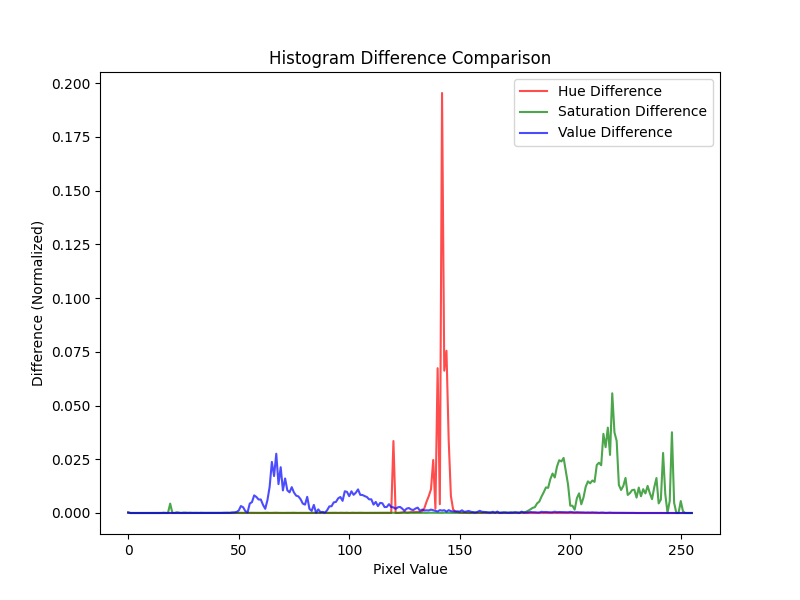 Histogram Difference Comparison
Hue Difference
Saturation Difference
Value Difference
Difference (Normalized)
0.200
0.175
0.150
0.125
0.100
0.075
0.050
0.025
0.000
0 50 100 150 200 250
Pixel Value